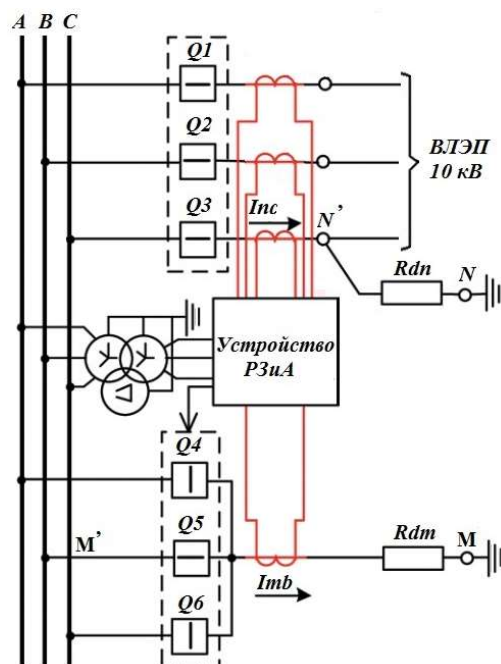 A B C
Q1
Q2
ВЛЭП
10 кВ
Q3
Inc
N’
Rdn
N
Устройство
РЗиА
Q4
M’
Q5
Rdm
M
Imb
Q6